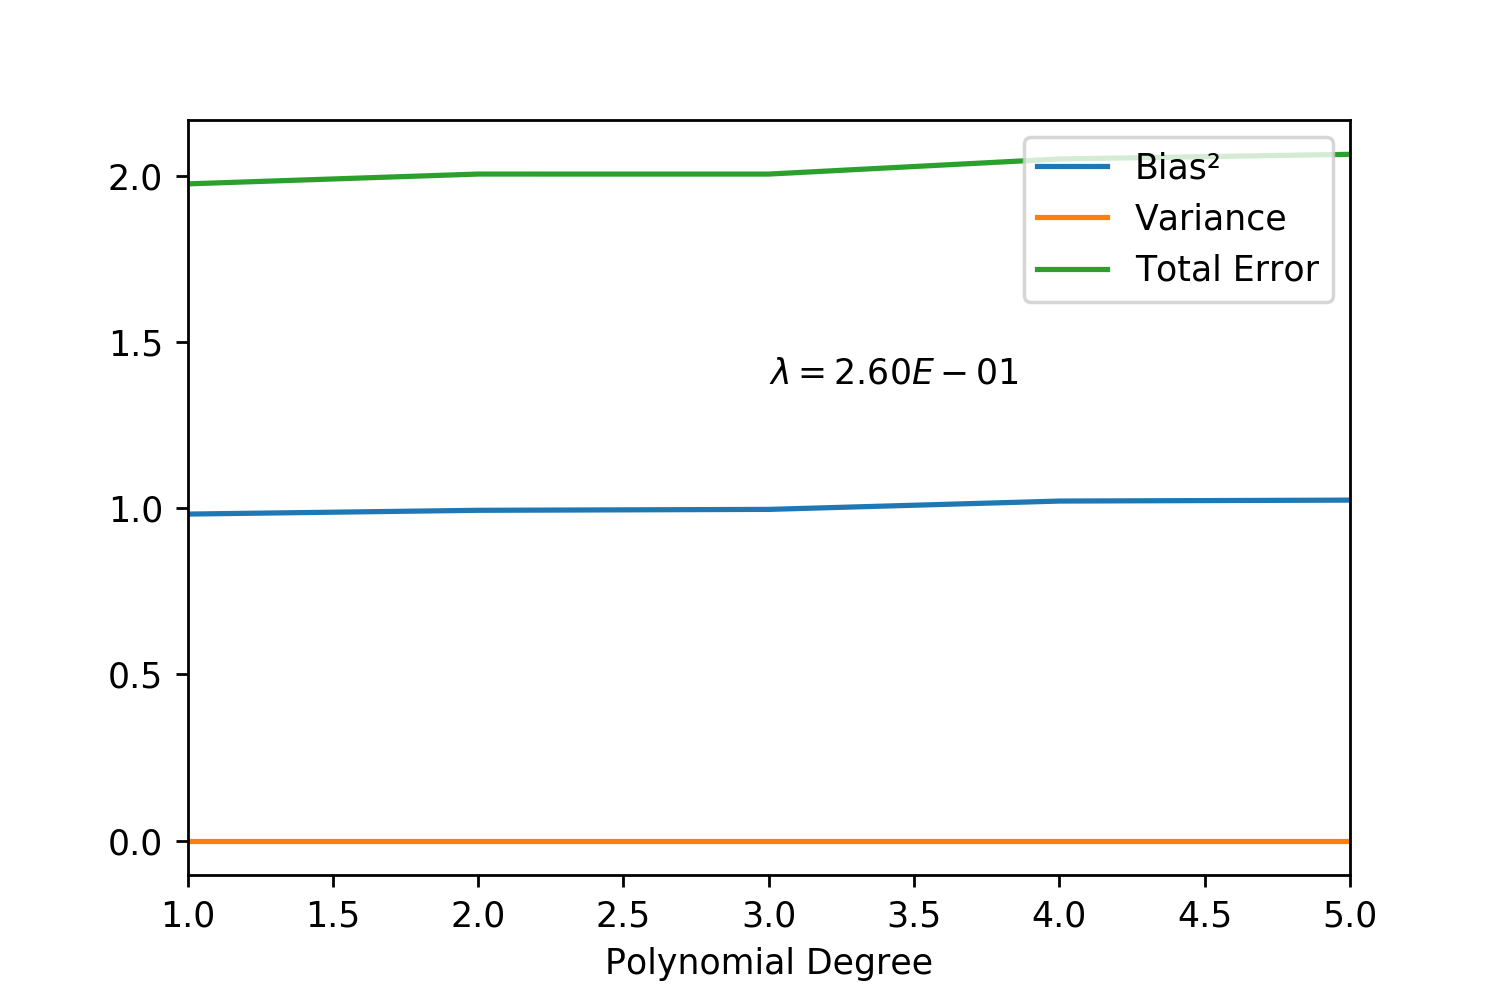 2.0
1.5
1.0
0.5
0.0
Bias²
Variance
Total Error
λ = 2.60E − 01
1.0 1.5 2.0 2.5 3.0 3.5 4.0 4.5 5.0
Polynomial Degree